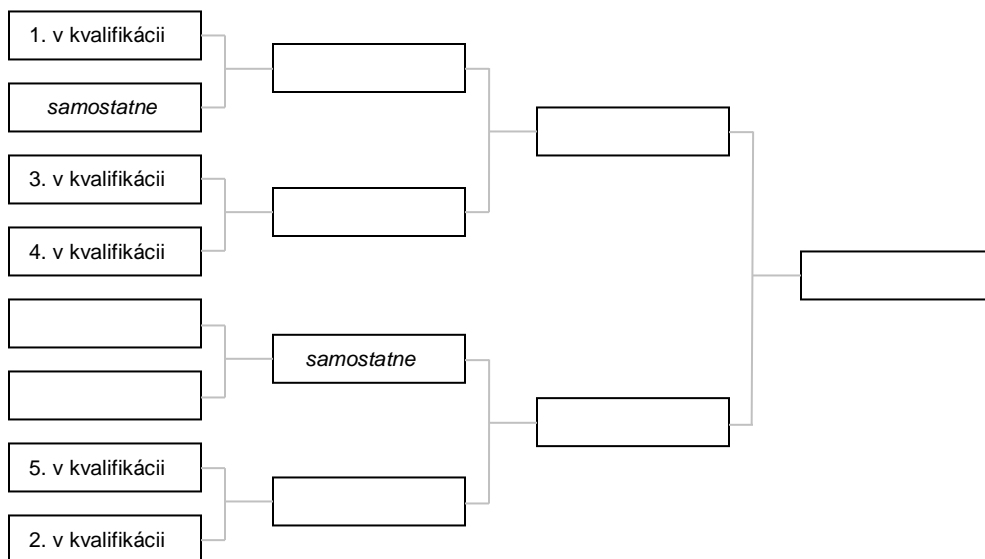 1. v kvalifikácii
samostatne
3. v kvalifikácii
4. v kvalifikácii
samostatne
5. v kvalifikácii
2. v kvalifikácii